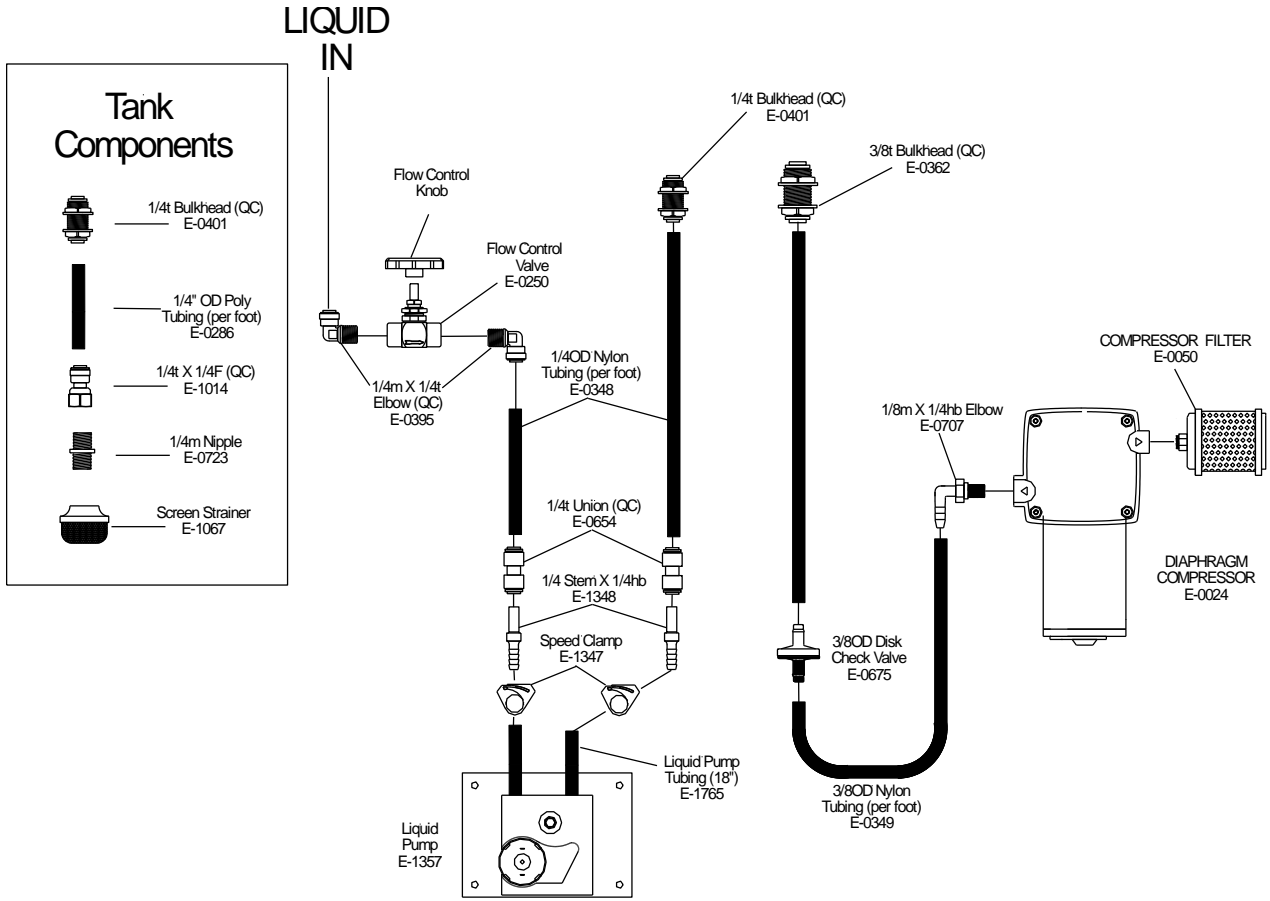 LIQUID
IN
Tank
Components
1/4t Bulkhead (QC)
E-0401
1/4" OD Poly
Tubing (per foot)
E-0286
1/4t X 1/4F (QC)
E-1014
1/4m Nipple
E-0723
Screen Strainer
E-1067
Flow Control
Knob
Flow Control
Valve
E-0250
1/4m X 1/4t
Elbow (QC)
E-0395
1/4OD Nylon
Tubing (per foot)
E-0348
1/4t Union (QC)
E-0654
1/4 Stem X 1/4hb
E-1348
Speed Clamp
E-1347
Liquid Pump
Tubing (18")
E-1765
Liquid
Pump
E-1357
1/4t Bulkhead (QC)
E-0401
3/8t Bulkhead (QC)
E-0362
3/8OD Disk
Check Valve
E-0675
3/8OD Nylon
Tubing (per foot)
E-0349
1/8m X 1/4hb Elbow
E-0707
COMPRESSOR FILTER
E-0050
DIAPHRAGM
COMPRESSOR
E-0024